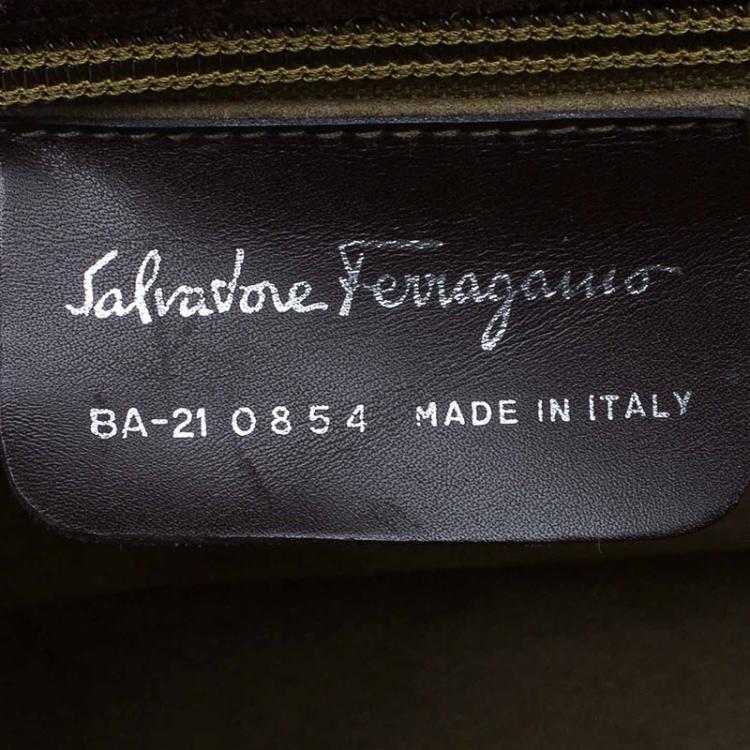 Salvatore Ferragamo
BA-21 0854 MADE IN ITALY